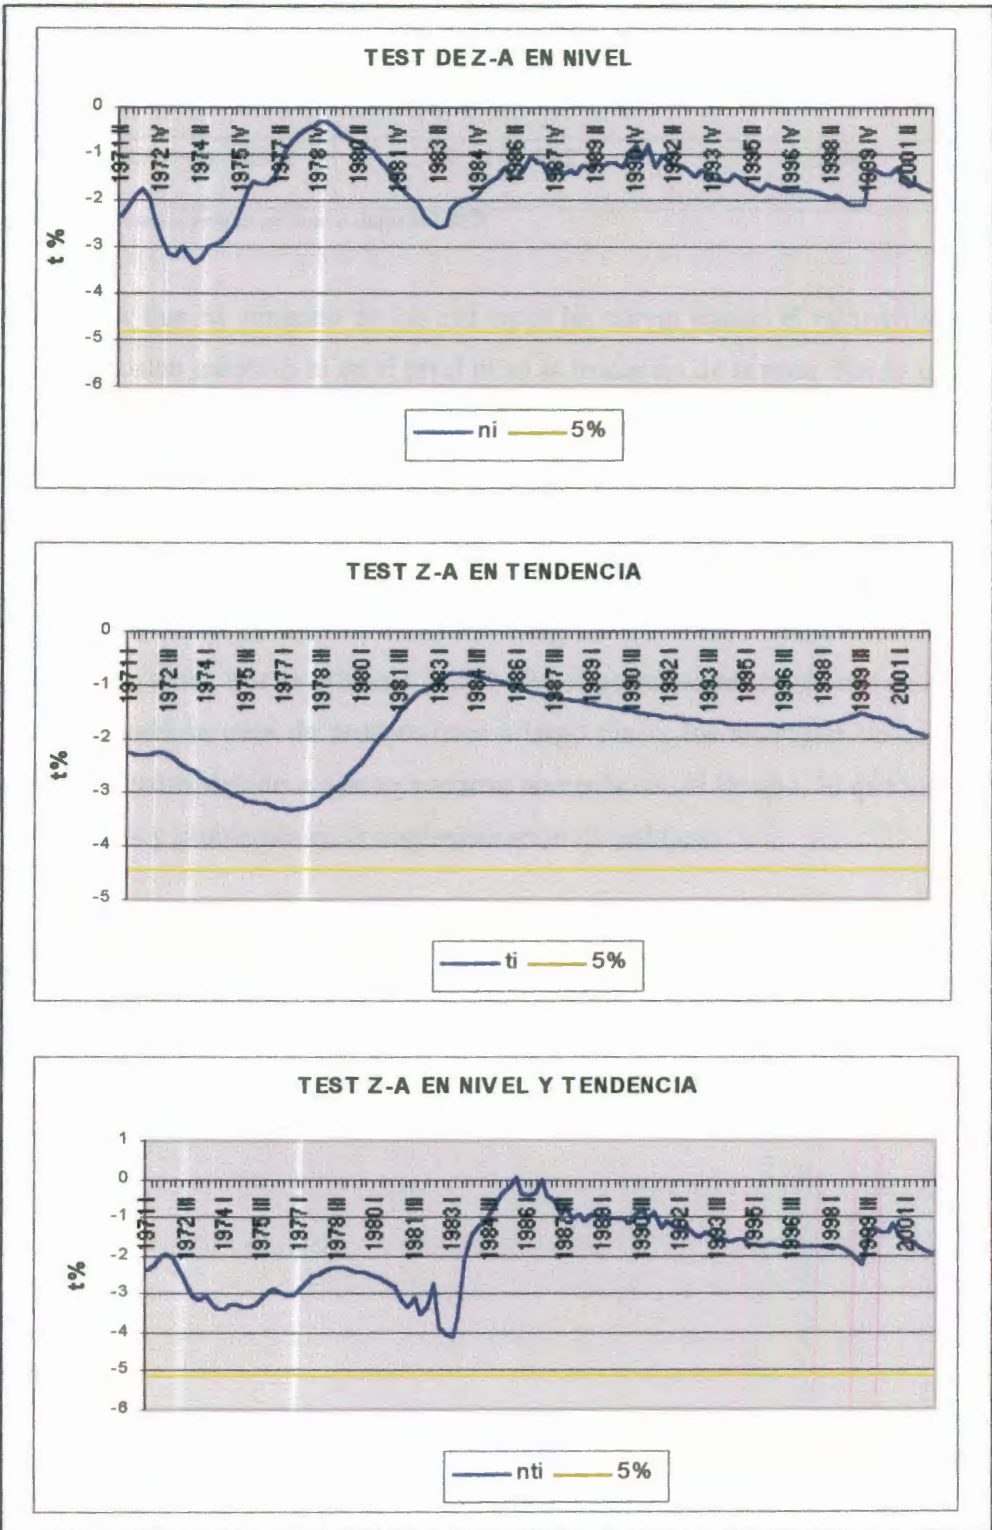 TEST DE Z-A EN NIVEL
0
-1
-2
-3
-4
-5
-6
t %
1971 II
1972 IV
1974 II
1975 IV
1977 II
1978 IV
1980 II
1981 IV
1983 II
1984 IV
1986 II
1987 IV
1989 II
1990 IV
1992 II
1993 IV
1995 II
1996 IV
1998 II
1999 IV
2001 II
ni
5%
TEST Z-A EN TENDENCIA
0
-1
-2
-3
-4
-5
t%
1971 I
1972 III
1974 I
1975 III
1977 I
1978 III
1980 I
1981 III
1983 I
1984 III
1986 I
1987 III
1989 I
1990 III
1992 I
1993 III
1995 I
1996 III
1998 I
1999 III
2001 I
ti
5%
TEST Z-A EN NIVEL Y TENDENCIA
1
0
-1
-2
-3
-4
-5
-6
t%
1971 I
1972 III
1974 I
1975 III
1977 I
1978 III
1980 I
1981 III
1983 I
1984 III
1986 I
1987 III
1989 I
1990 III
1992 I
1993 III
1995 I
1996 III
1998 I
1999 III
2001 I
nti
5%